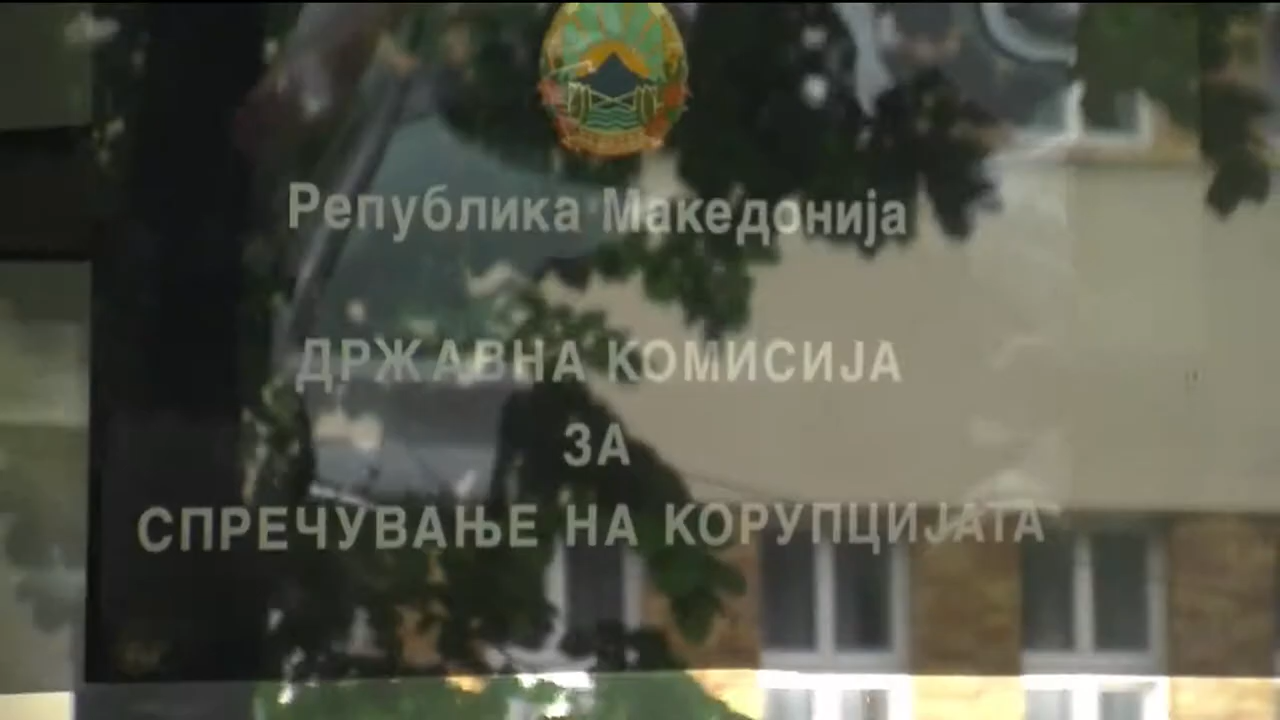 Република Македонија
ДРЖАВНА КОМИСИЈА
ЗА
СПРЕЧУВАЊЕ НА КОРУПЦИЈАТА